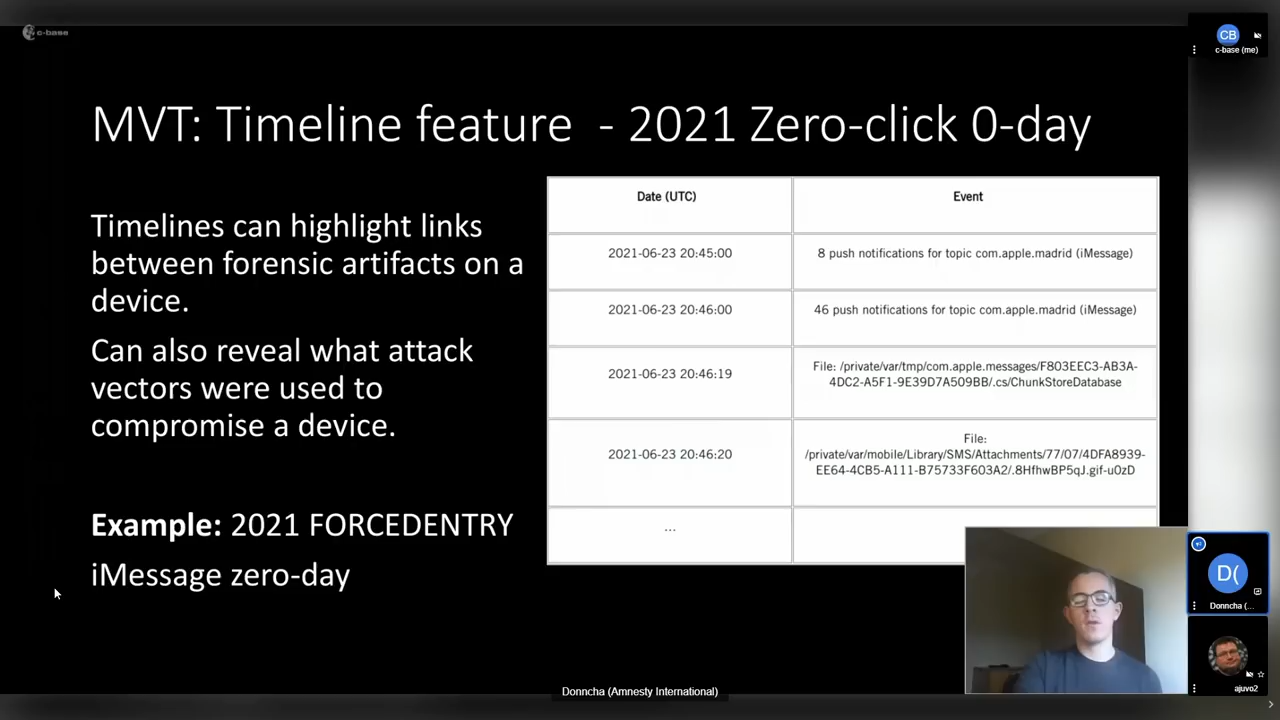 c-base
CB
c-base (me)
MVT: Timeline feature - 2021 Zero-click 0-day
Timelines can highlight links
between forensic artifacts on a
device.
Can also reveal what attack
vectors were used to
compromise a device.
Example: 2021 FORCEDENTRY
iMessage zero-day
Date (UTC)
Event
2021-06-23 20:45:00
8 push notifications for topic com.apple.madrid (iMessage)
2021-06-23 20:46:00
46 push notifications for topic com.apple.madrid (iMessage)
2021-06-23 20:46:19
File: /private/var/tmp/com.apple.messages/F803EEC3-AB3A-
4DC2-A5F1-9E39D7A509BB/.cs/ChunkStoreDatabase
2021-06-23 20:46:20
File:
/private/var/mobile/Library/SMS/Attachments/77/07/4DFA8939-
EE64-4CB5-A111-B75733F603A2/.8HfhwBP5qJ.gif-u0zD
...
D(
Donncha (...
ajuvo2
Donncha (Amnesty International)